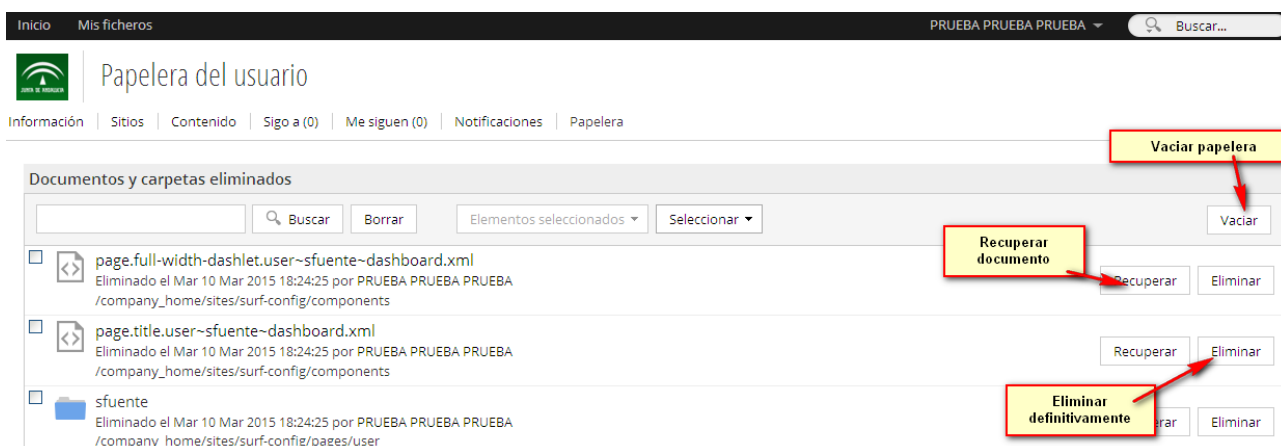 Inicio Mis ficheros PRUEBA PRUEBA PRUEBA Buscar...
JUNTA DE ANDALUCIA
Papelera del usuario
Información Sitios Contenido Sigo a (0) Me siguen (0) Notificaciones Papelera
Vaciar papelera
Documentos y carpetas eliminados
Buscar Borrar Elementos seleccionados Seleccionar Vaciar
Recuperar
documento
page.full-width-dashlet.user~sfuente~dashboard.xml
Eliminado el Mar 10 Mar 2015 18:24:25 por PRUEBA PRUEBA PRUEBA
/company_home/sites/surf-config/components
Recuperar Eliminar
page.title.user~sfuente~dashboard.xml
Eliminado el Mar 10 Mar 2015 18:24:25 por PRUEBA PRUEBA PRUEBA
/company_home/sites/surf-config/components
Recuperar Eliminar
Eliminar
definitivamente
sfuente
Eliminado el Mar 10 Mar 2015 18:24:25 por PRUEBA PRUEBA PRUEBA
/company_home/sites/surf-config/pages/user
Eliminar